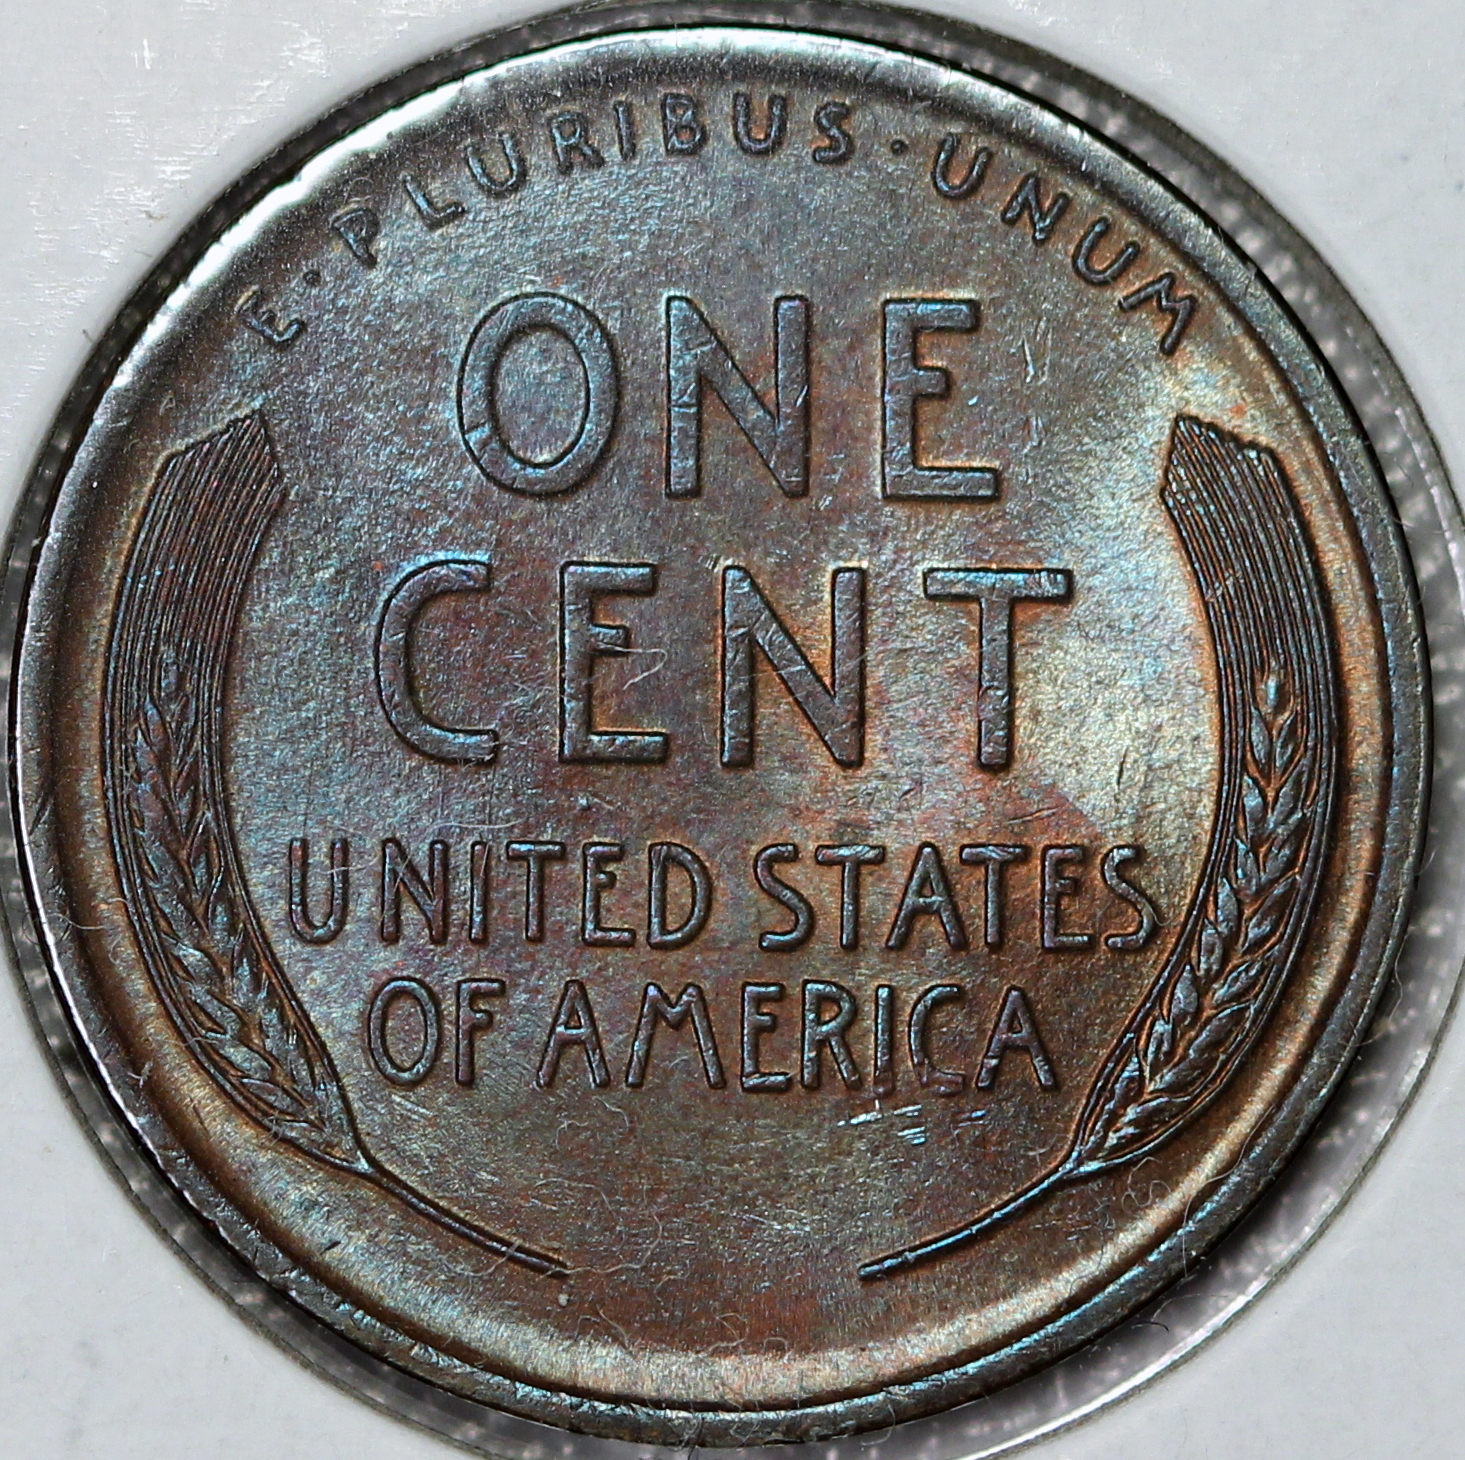 E·PLURIBUS·UNUM
ONE
CENT
UNITED STATES
OF AMERICA